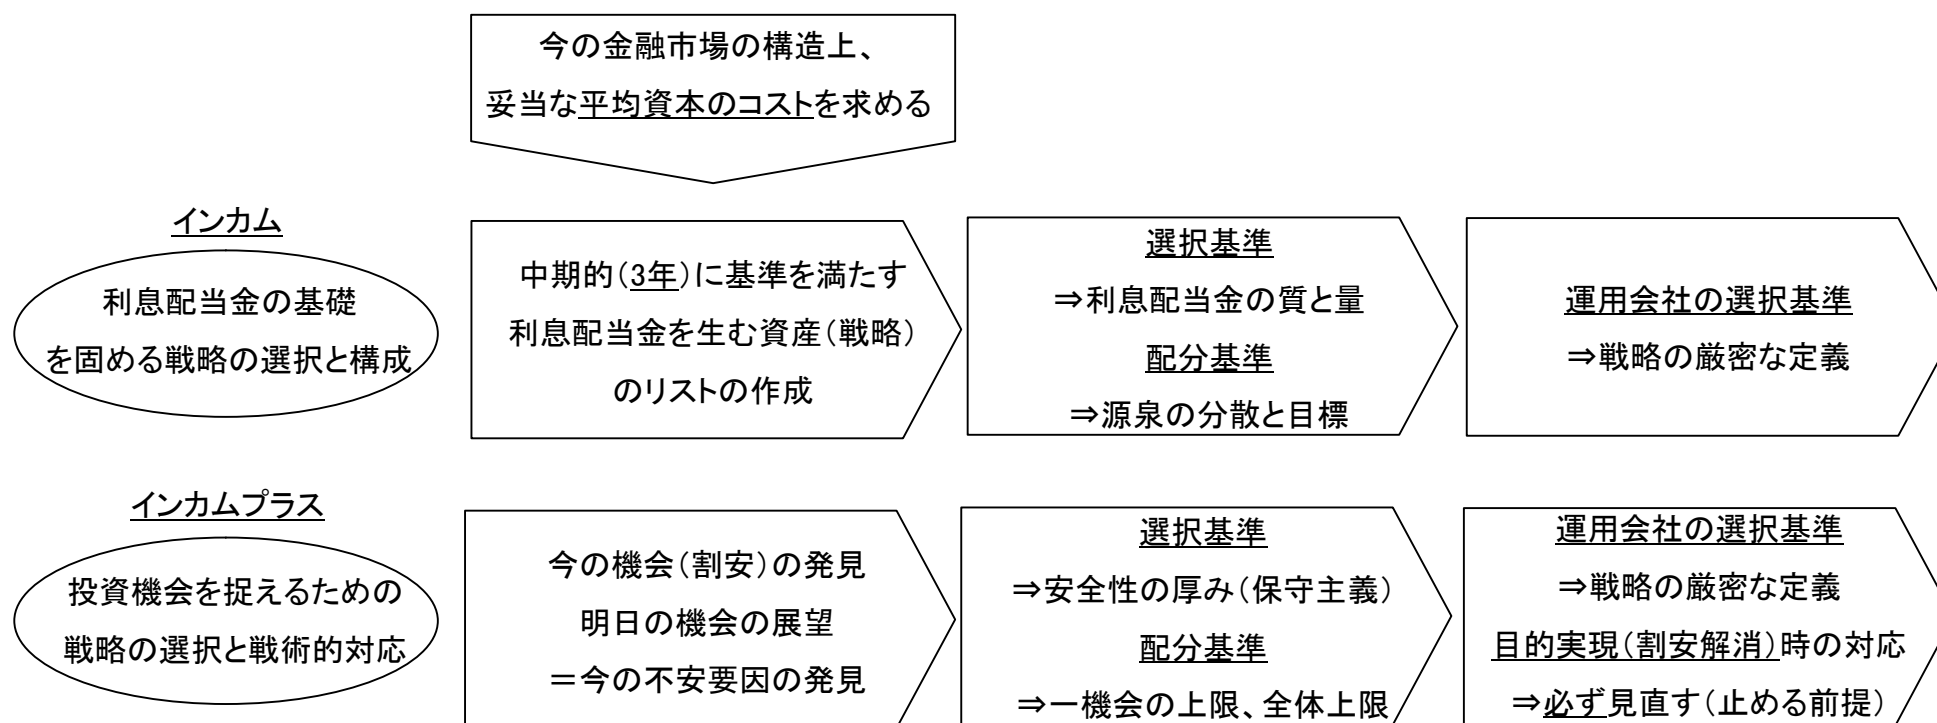 今の金融市場の構造上、
妥当な平均資本のコストを求める
インカム
利息配当金の基礎
を固める戦略の選択と構成
中期的(3年)に基準を満たす
利息配当金を生む資産(戦略)
のリストの作成
選択基準
⇒利息配当金の質と量
配分基準
⇒源泉の分散と目標
運用会社の選択基準
⇒戦略の厳密な定義
インカムプラス
投資機会を捉えるための
戦略の選択と戦術的対応
今の機会(割安)の発見
明日の機会の展望
=今の不安要因の発見
選択基準
⇒安全性の厚み(保守主義)
配分基準
⇒一機会の上限、全体上限
運用会社の選択基準
⇒戦略の厳密な定義
目的実現(割安解消)時の対応
⇒必ず見直す(止める前提)